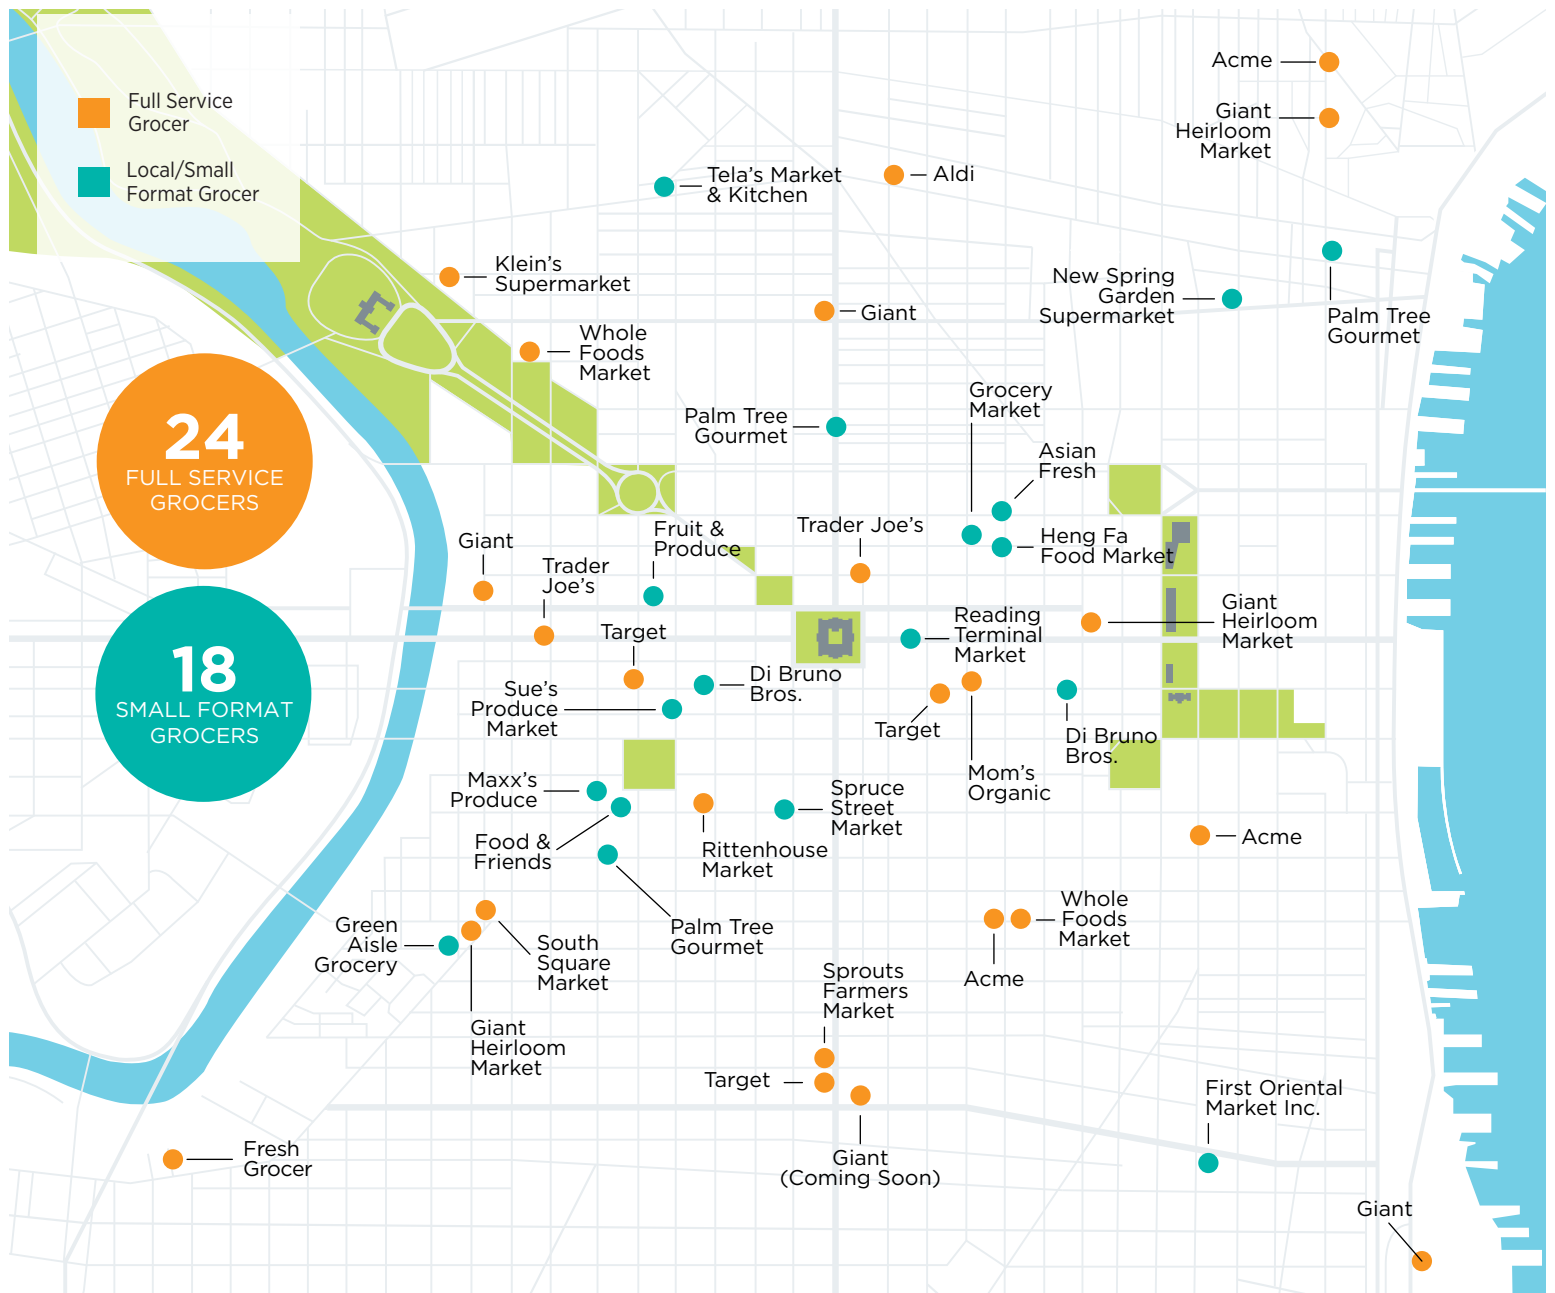 Full Service
Grocer
Local/Small
Format Grocer
Acme
Giant
Heirloom
Market
Tela's Market
& Kitchen
Aldi
Klein's
Supermarket
New Spring
Garden
Supermarket
Giant
Palm Tree
Gourmet
Whole
Foods
Market
Grocery
Market
Palm Tree
Gourmet
24
FULL SERVICE
GROCERS
Asian
Fresh
Trader Joe's
Fruit &
Produce
Heng Fa
Food Market
Giant
Trader
Joe's
Giant
Heirloom
Market
Reading
Terminal
Market
Target
18
SMALL FORMAT
GROCERS
Di Bruno
Bros.
Sue's
Produce
Market
Target
Di Bruno
Bros.
Mom's
Organic
Maxx's
Produce
Spruce
Street
Market
Food &
Friends
Rittenhouse
Market
Acme
Whole
Foods
Market
Green
Aisle
Grocery
Palm Tree
Gourmet
South
Square
Market
Acme
Sprouts
Farmers
Market
Giant
Heirloom
Market
Target
First Oriental
Market Inc.
Fresh
Grocer
Giant
(Coming Soon)
Giant